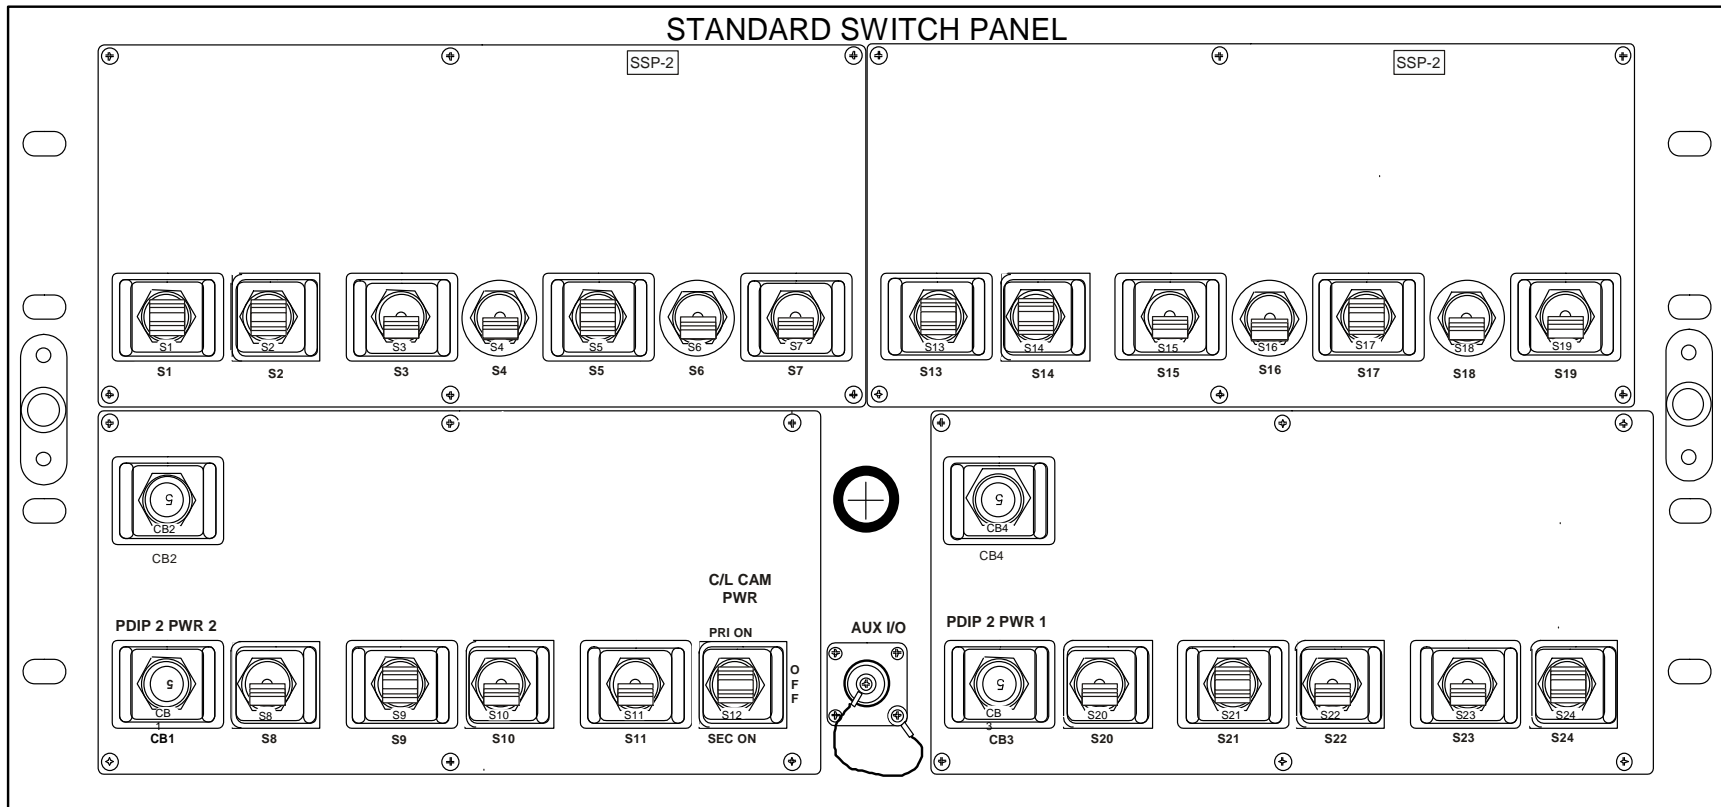 STANDARD SWITCH PANEL
SSP-2
SSP-2
S1 S2 S3 S4 S5 S6 S7 S13 S14 S15 S16 S17 S18 S19
S1 S2 S3 S4 S5 S6 S7 S13 S14 S15 S16 S17 S18 S19
5 5
CB2 CB4
CB2 CB4
C/L CAM
PWR
PDIP 2 PWR 2
PRI ON
AUX I/O
PDIP 2 PWR 1
5 5
O
F
F
CB
1
S8 S9 S10 S11 S12
CB
3
S20 S21 S22 S23 S24
CB1 S8 S9 S10 S11 SEC ON CB3 S20 S21 S22 S23 S24